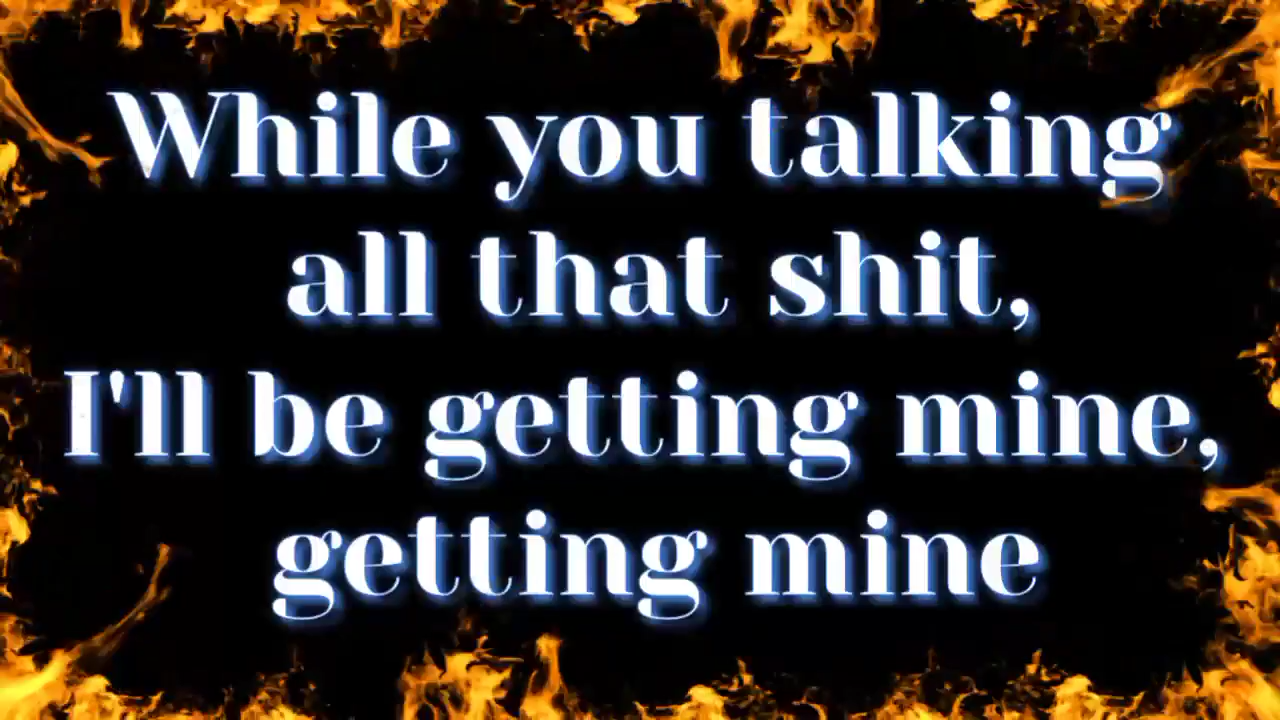 While you talking
all that shit,
I'll be getting mine,
getting mine